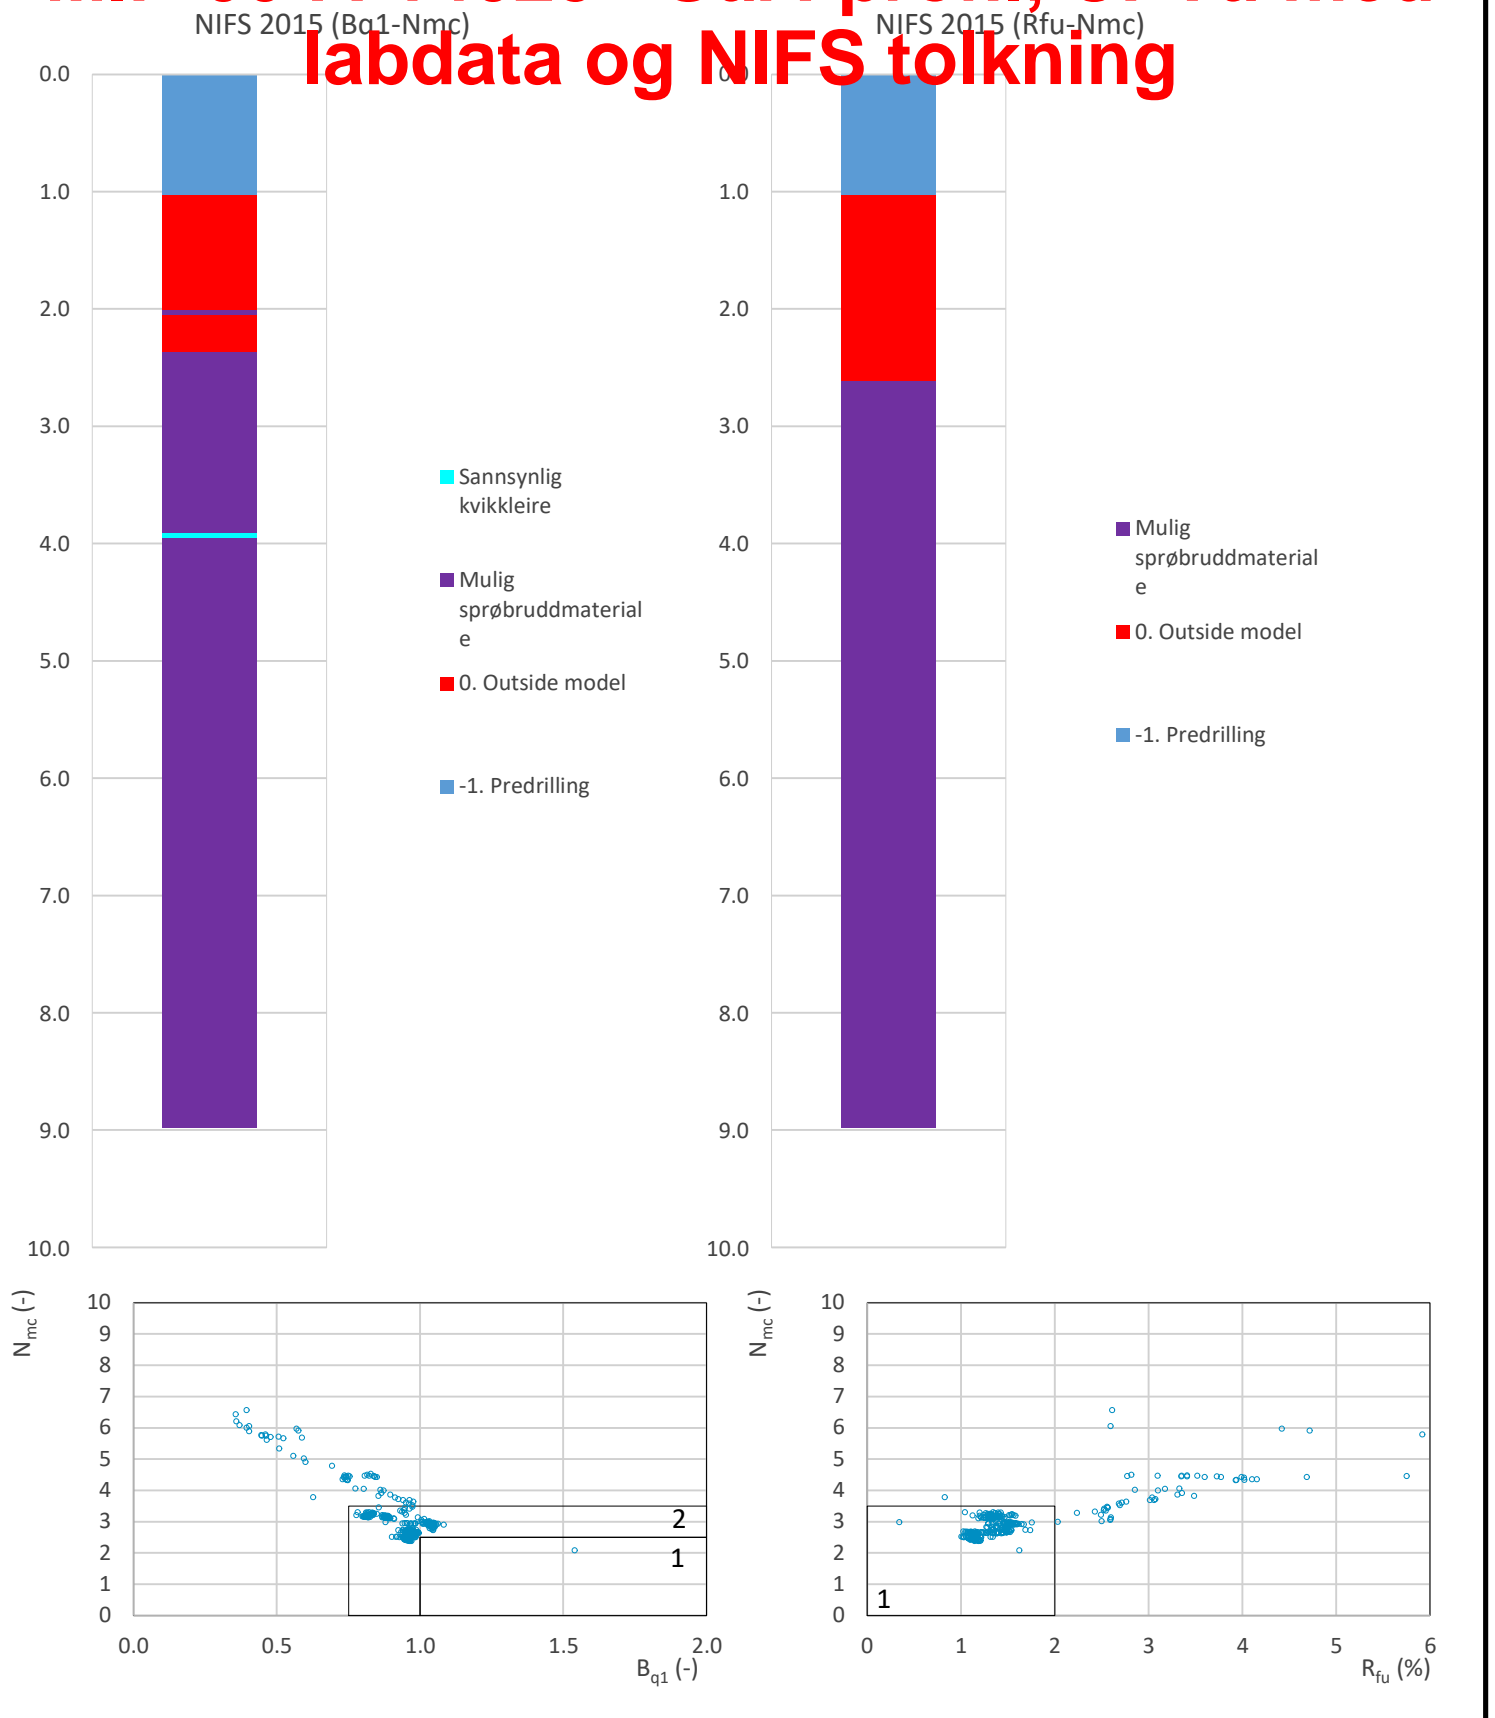 NIFS 2015 (Bq1-Nmc)
NIFS 2015 (Rfu-Nmc)
labdata og NIFS tolkning
0.0
1.0
2.0
3.0
4.0
5.0
6.0
7.0
8.0
9.0
10.0
Sannsynlig
kvikkleire
Mulig
sprøbruddmaterial
e
0. Outside model
-1. Predrilling
0.0
1.0
2.0
3.0
4.0
5.0
6.0
7.0
8.0
9.0
10.0
Mulig
sprøbruddmaterial
e
0. Outside model
-1. Predrilling
Nmc (-)
10
9
8
7
6
5
4
3
2
1
0
2
1
0.0 0.5 1.0 1.5 2.0
Bq1 (-)
Nmc (-)
10
9
8
7
6
5
4
3
2
1
0
1
0 1 2 3 4 5 6
Rfu (%)